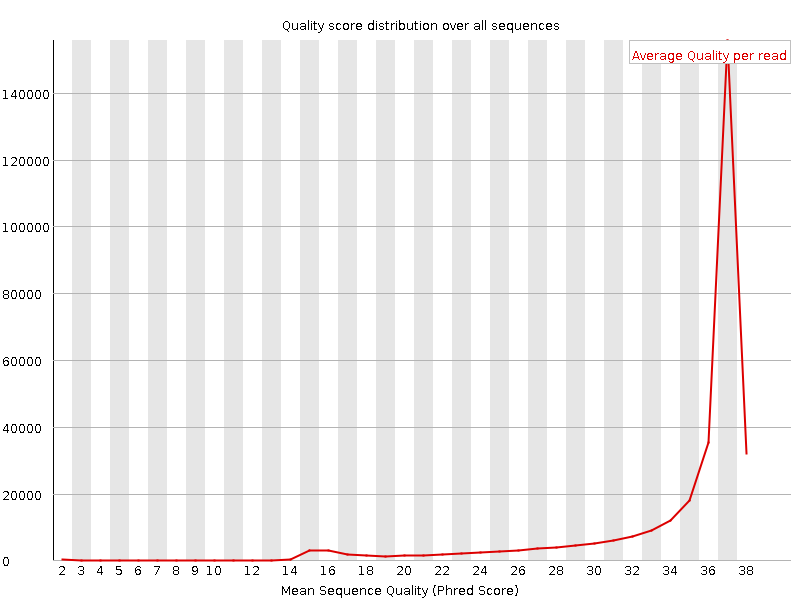 Quality score distribution over all sequences
Average Quality per read
140000
120000
100000
80000
60000
40000
20000
0
2 3 4 5 6 7 8 9 10 12 14 16 18 20 22 24 26 28 30 32 34 36 38
Mean Sequence Quality (Phred Score)